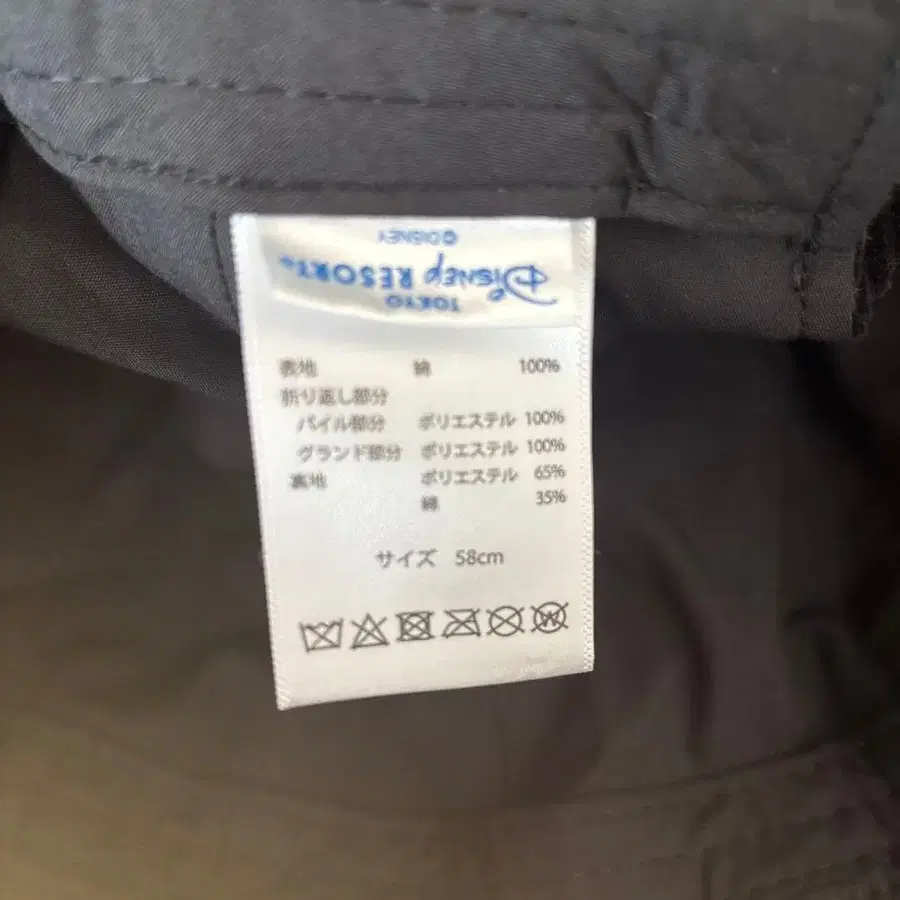 ©DISNEY
DISNEY RESORT®
TOKYO
表地 綿 100%
折り返し部分
パイル部分 ポリエステル 100%
グランド部分 ポリエステル 100%
裏地 ポリエステル 65%
綿 35%
サイズ 58cm
W